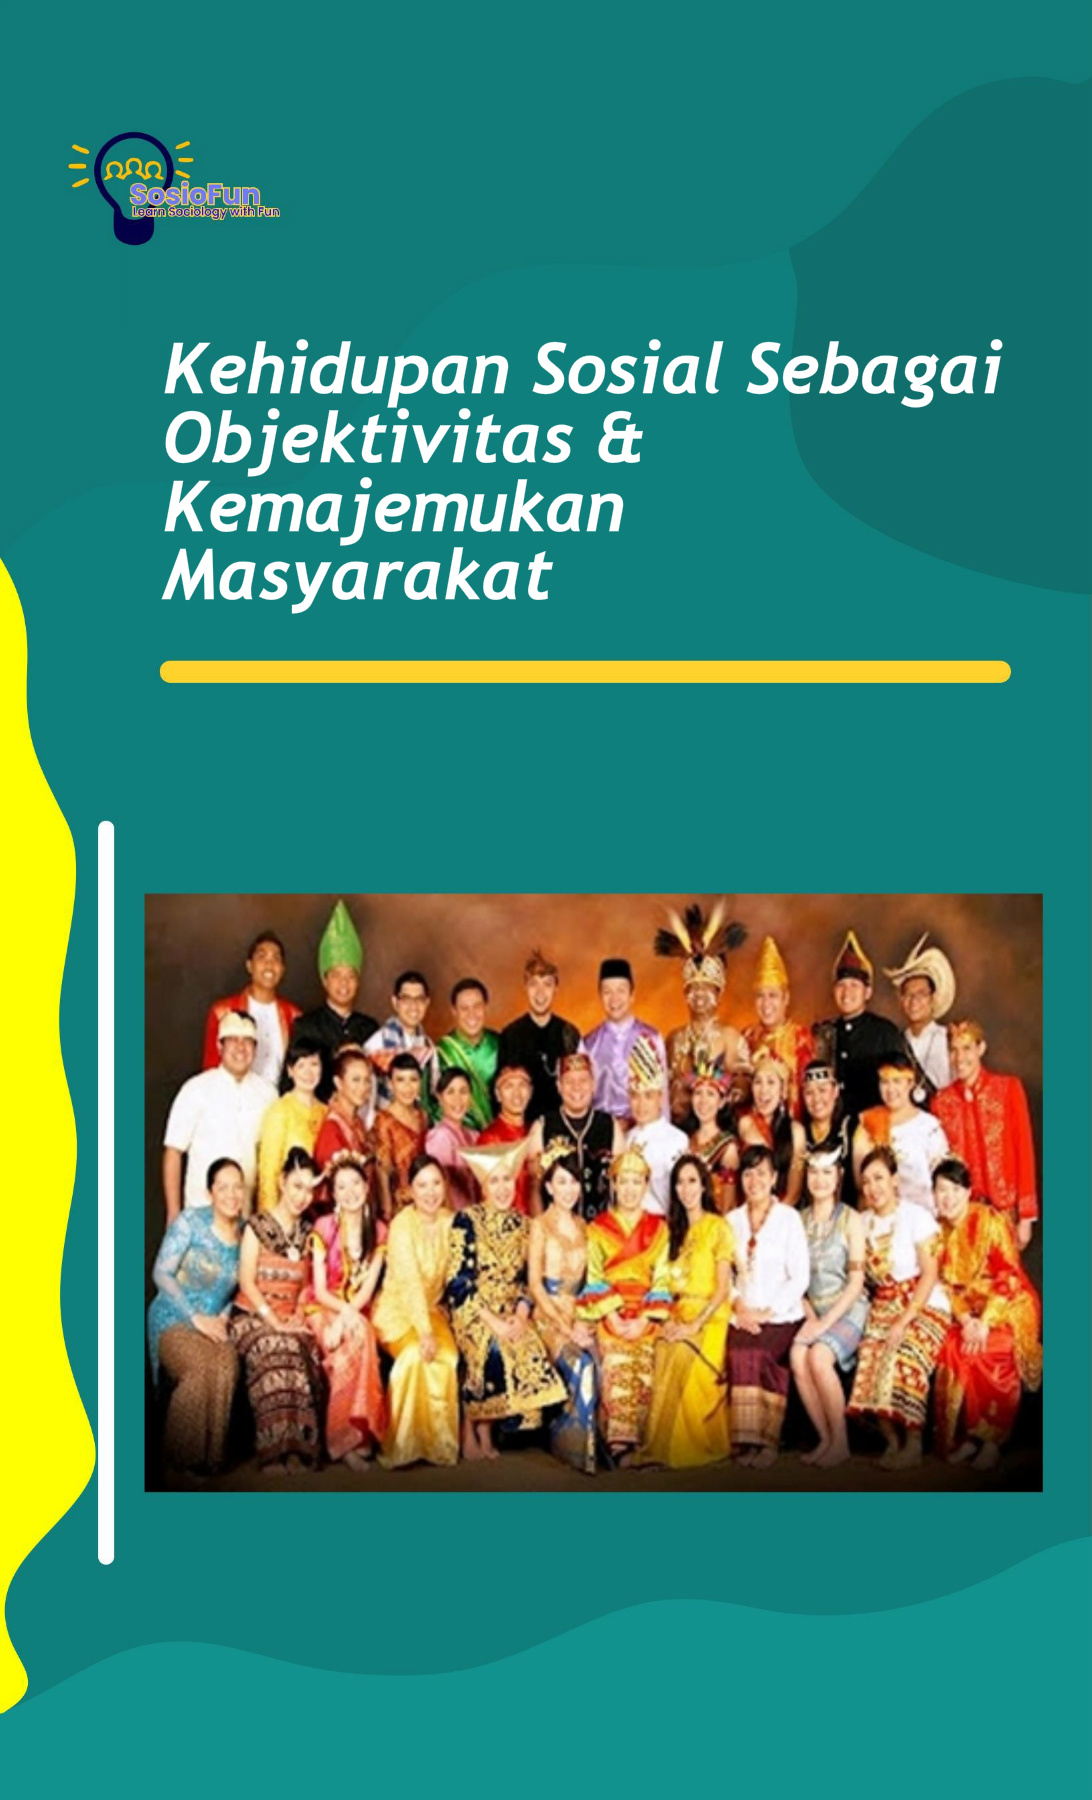 SosioFun
Learn Sociology with Fun
Kehidupan Sosial Sebagai
Objektivitas &
Kemajemukan
Masyarakat